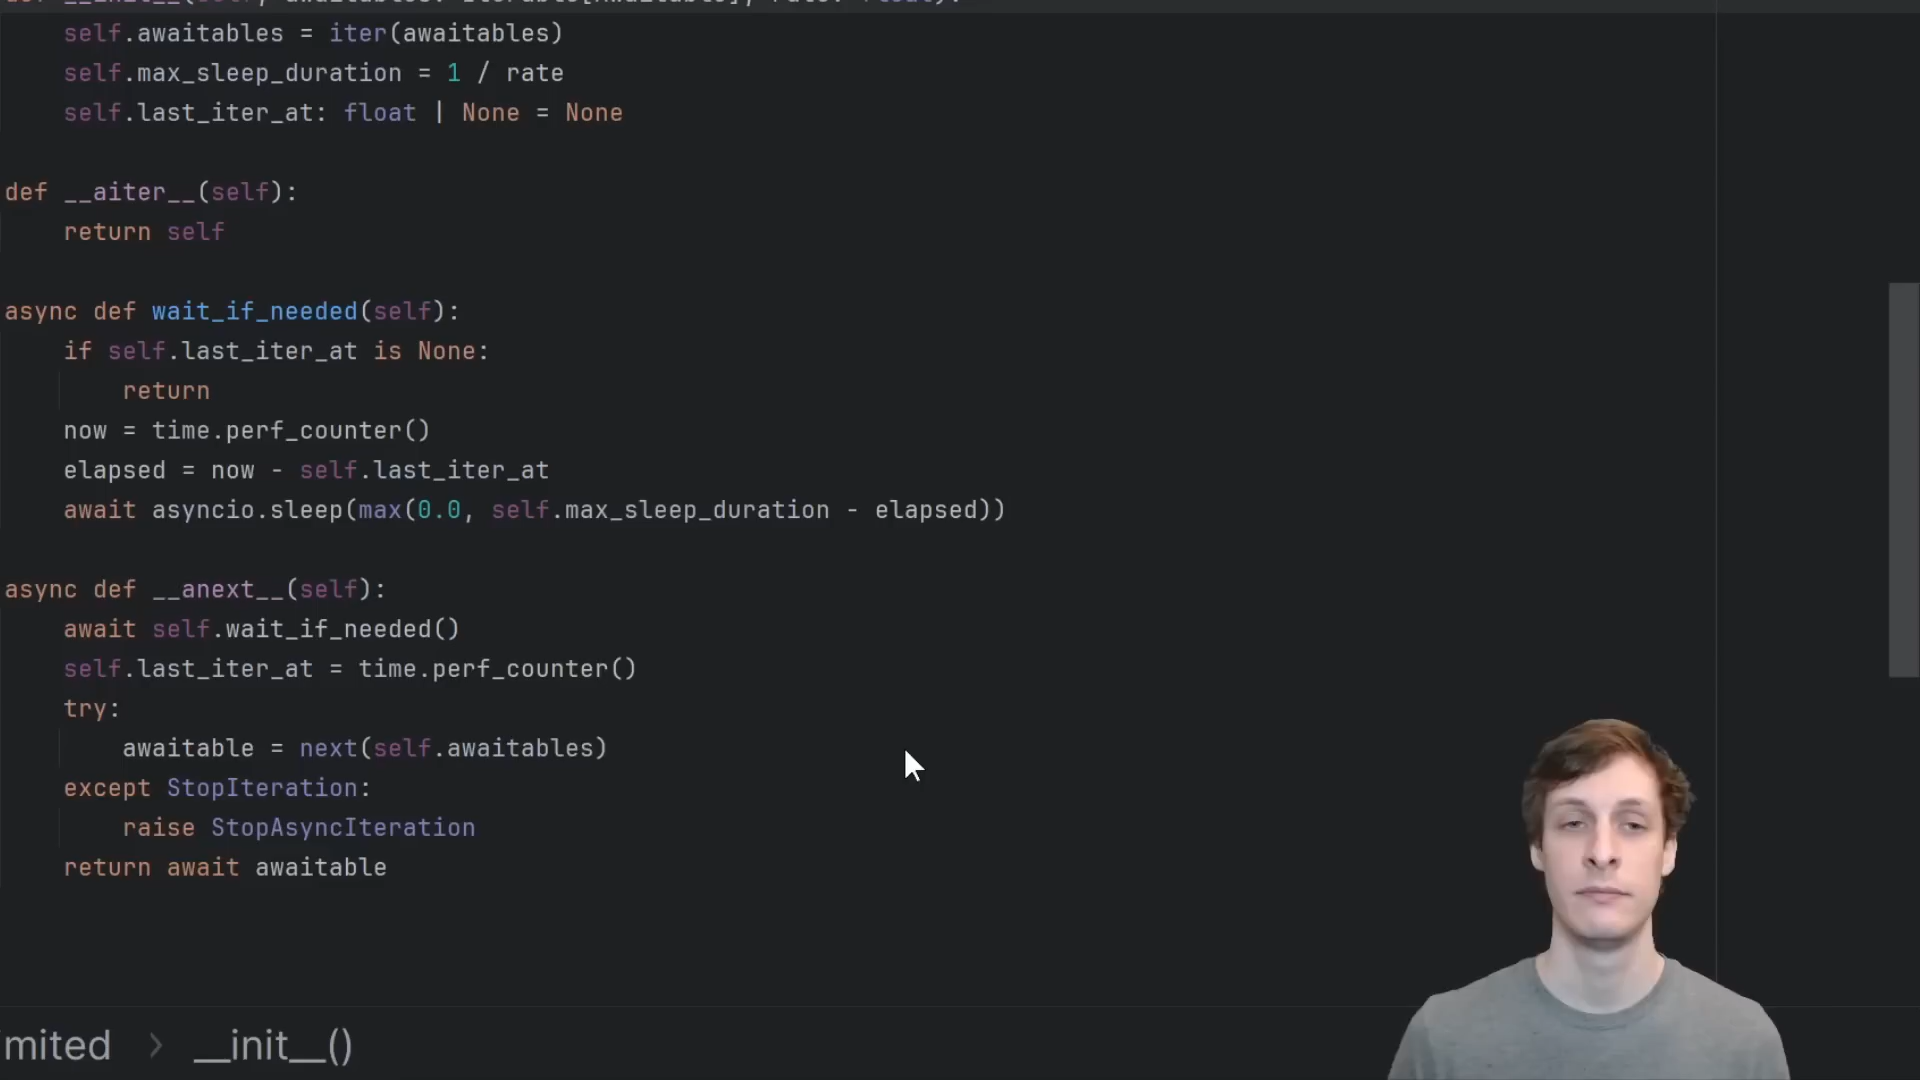 self.awaitables = iter(awaitables)
self.max_sleep_duration = 1 / rate
self.last_iter_at: float | None = None
def __aiter__(self):
return self
async def wait_if_needed(self):
if self.last_iter_at is None:
return
now = time.perf_counter()
elapsed = now - self.last_iter_at
await asyncio.sleep(max(0.0, self.max_sleep_duration - elapsed))
async def __anext__(self):
await self.wait_if_needed()
self.last_iter_at = time.perf_counter()
try:
awaitable = next(self.awaitables)
except StopIteration:
raise StopAsyncIteration
return await awaitable
mited > __init__()